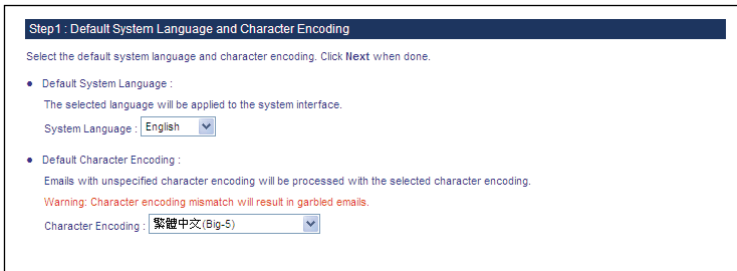 Step1 : Default System Language and Character Encoding
Select the default system language and character encoding. Click Next when done.
Default System Language :
The selected language will be applied to the system interface.
System Language : English
Default Character Encoding :
Emails with unspecified character encoding will be processed with the selected character encoding.
Warning: Character encoding mismatch will result in garbled emails.
Character Encoding : 繁體中文(Big-5)